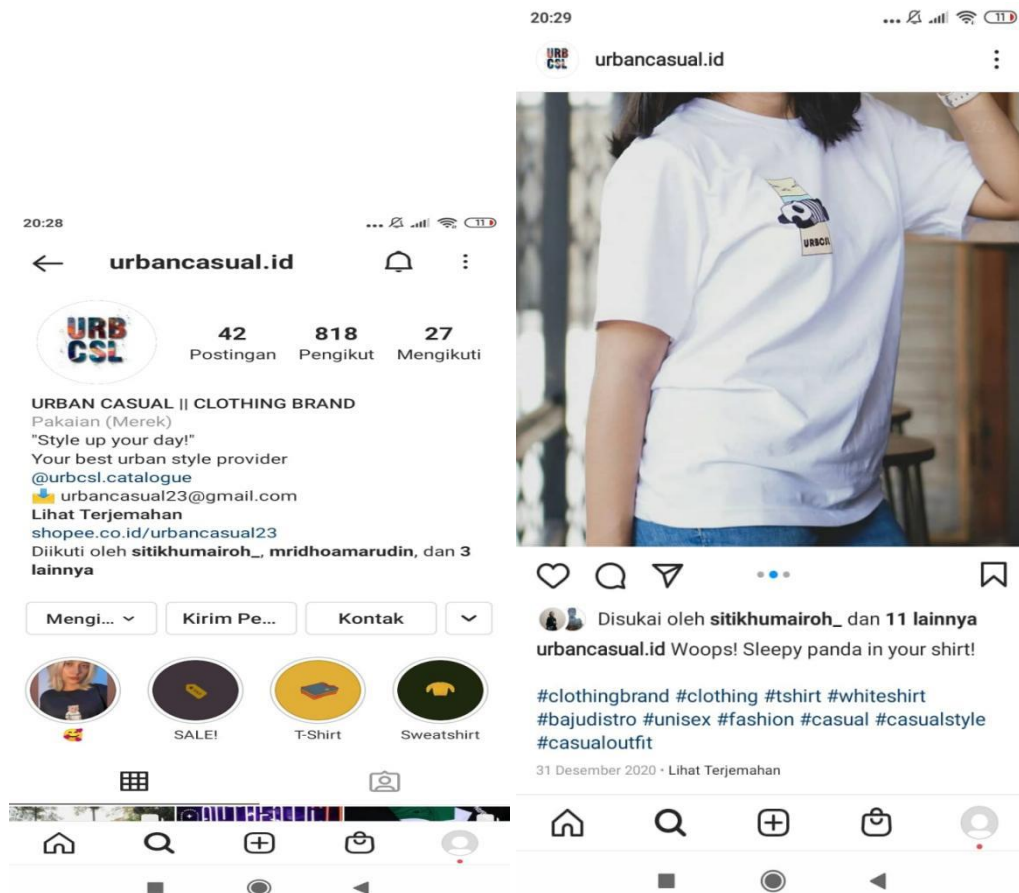 20:28
11
urbancasual.id
URB
CSL
42
818
27
Postingan
Pengikut
Mengikuti
URBAN CASUAL || CLOTHING BRAND
Pakaian (Merek)
"Style up your day!"
Your best urban style provider
@urbcsl.catalogue
urbancasual23@gmail.com
Lihat Terjemahan
shopee.co.id/urbancasual23
Diikuti oleh sitikhumairoh_, mridhoamarudin, dan 3
lainnya
Mengi...
Kirim Pe...
Kontak
SALE!
T-Shirt
Sweatshirt
20:29
11
URB
CSL
urbancasual.id
URBCSL
Disukai oleh sitikhumairoh_ dan 11 lainnya
urbancasual.id Woops! Sleepy panda in your shirt!
#clothingbrand #clothing #tshirt #whiteshirt
#bajudistro #unisex #fashion #casual #casualstyle
#casualoutfit
31 Desember 2020 · Lihat Terjemahan